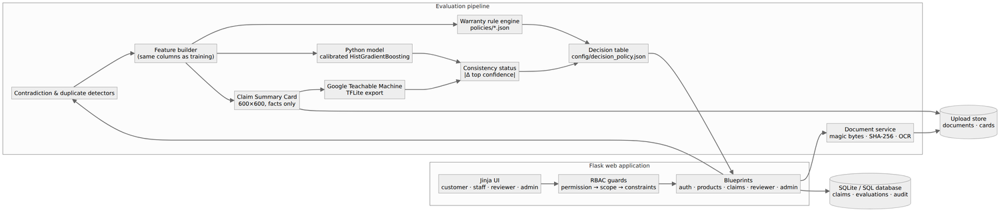 Evaluation pipeline
Warranty rule engine
policies/*.json
Feature builder
(same columns as training)
Python model
calibrated HistGradientBoosting
Decision table
config/decision_policy.json
Consistency status
|Δ top confidence|
Google Teachable Machine
TFLite export
Contradiction & duplicate detectors
Claim Summary Card
600×600, facts only
Upload store
documents · cards
Document service
magic bytes · SHA-256 · OCR
Flask web application
Jinja UI
customer · staff · reviewer · admin
RBAC guards
permission → scope → constraints
Blueprints
auth · products · claims · reviewer · admin
SQLite / SQL database
claims · evaluations · audit